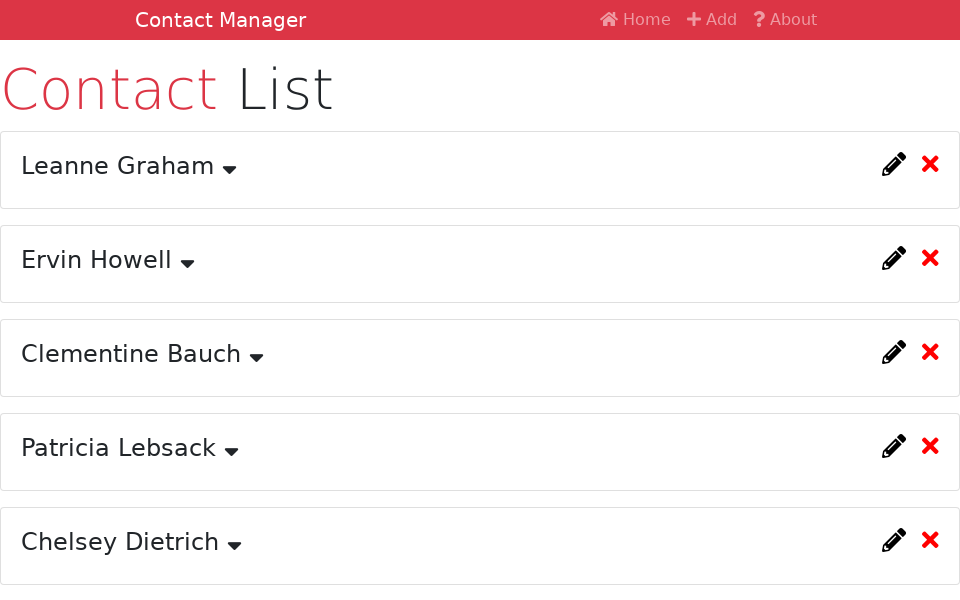 Contact Manager Home Add About
Contact List
Leanne Graham
Ervin Howell
Clementine Bauch
Patricia Lebsack
Chelsey Dietrich